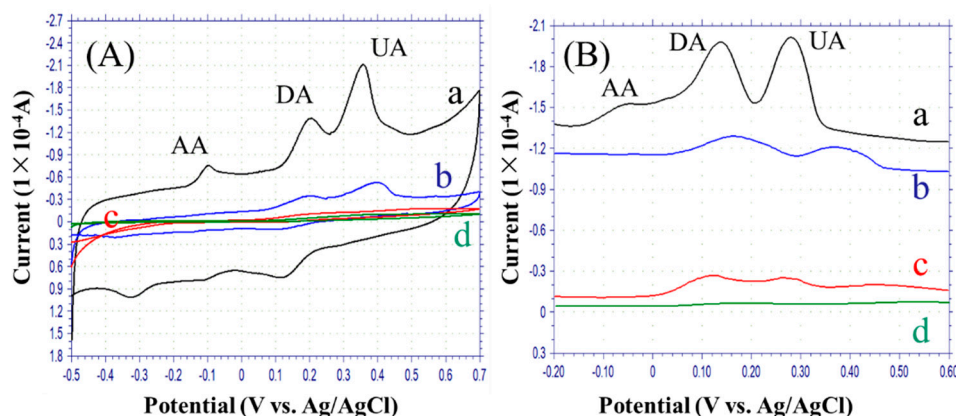 (A)
UA
DA
AA
a
b
c
d
-2.7
-2.4
-2.1
-1.8
-1.5
-1.2
-0.9
-0.6
-0.3
0
0.3
0.6
0.9
1.2
1.5
1.8
-0.5
-0.4
-0.3
-0.2
-0.1
0
0.1
0.2
0.3
0.4
0.5
0.6
0.7
Current (1 × 10⁻⁴A)
Potential (V vs. Ag/AgCl)
(B)
DA
UA
AA
a
b
c
d
-2.1
-1.8
-1.5
-1.2
-0.9
-0.6
-0.3
0
0.3
-0.20
-0.10
0
0.10
0.20
0.30
0.40
0.50
0.60
Current (1 × 10⁻⁴A)
Potential (V vs. Ag/AgCl)